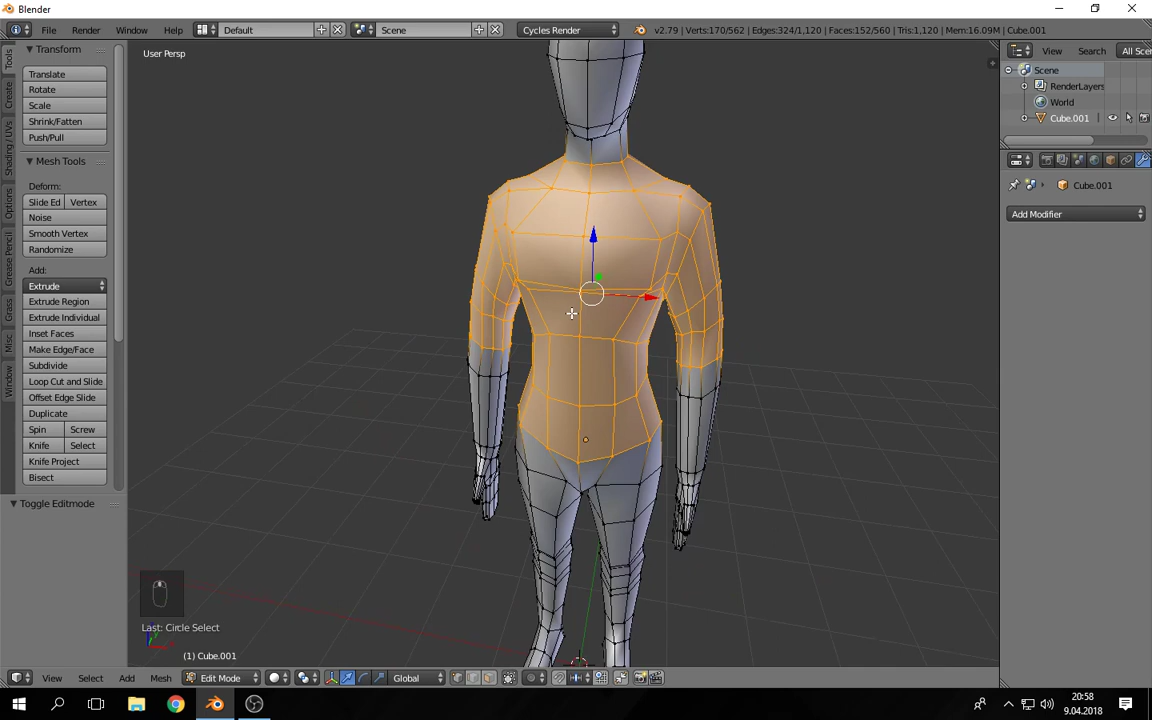 Blender
File Render Window Help Default Scene Cycles Render v2.79 | Verts:170/562 | Edges:324/1,120 | Faces:152/560 | Tris:1,120 | Mem:16.09M | Cube.001
Tools
Create
Shading / UVs
Options
Grease Pencil
Grass
Misc
Window
Transform
Translate
Rotate
Scale
Shrink/Fatten
Push/Pull
Mesh Tools
Deform:
Slide Ed Vertex
Noise
Smooth Vertex
Randomize
Add:
Extrude
Extrude Region
Extrude Individual
Inset Faces
Make Edge/Face
Subdivide
Loop Cut and Slide
Offset Edge Slide
Duplicate
Spin Screw
Knife Select
Knife Project
Bisect
Toggle Editmode
User Persp
Last: Circle Select
(1) Cube.001
View Search All Sce
Scene
RenderLayers
World
Cube.001
Cube.001
Add Modifier
View Select Add Mesh Edit Mode Global
20:58
9.04.2018